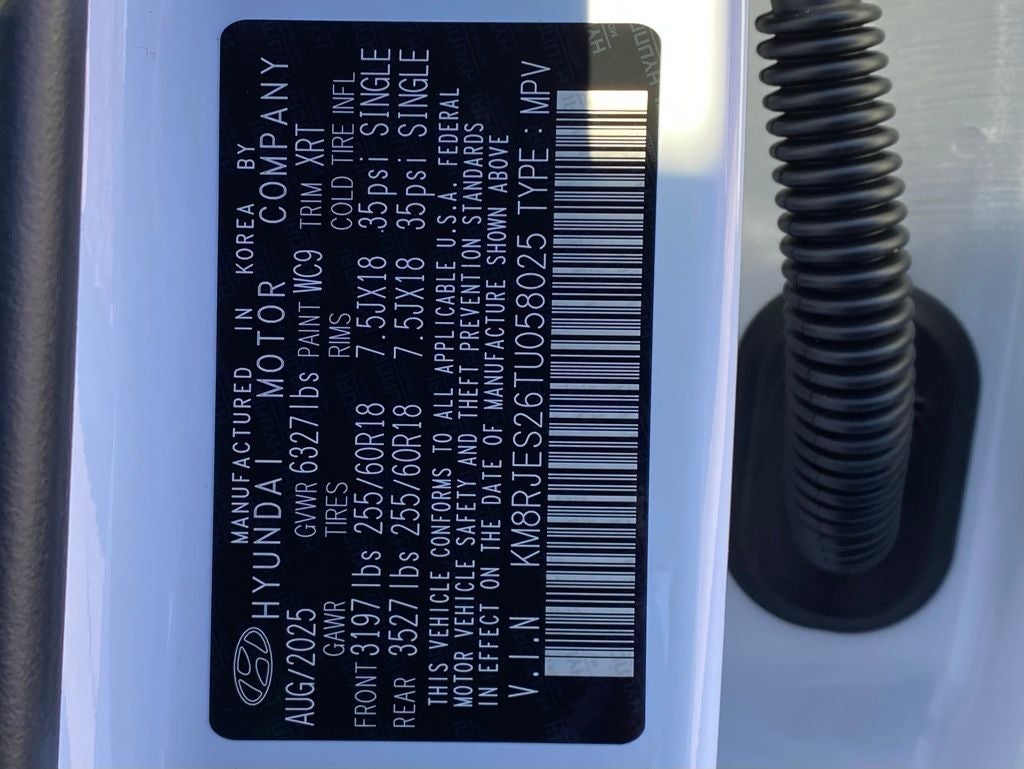 MANUFACTURED IN KOREA BY
HYUNDAI MOTOR COMPANY
AUG/2025 GVWR 6327lbs PAINT WC9 TRIM XRT
GAWR TIRES RIMS COLD TIRE INFL
FRONT 3197lbs 255/60R18 7.5JX18 35psi SINGLE
REAR 3527lbs 255/60R18 7.5JX18 35psi SINGLE
THIS VEHICLE CONFORMS TO ALL APPLICABLE U.S.A. FEDERAL
MOTOR VEHICLE SAFETY AND THEFT PREVENTION STANDARDS
IN EFFECT ON THE DATE OF MANUFACTURE SHOWN ABOVE
V.I.N KM8RJES26TU058025 TYPE : MPV